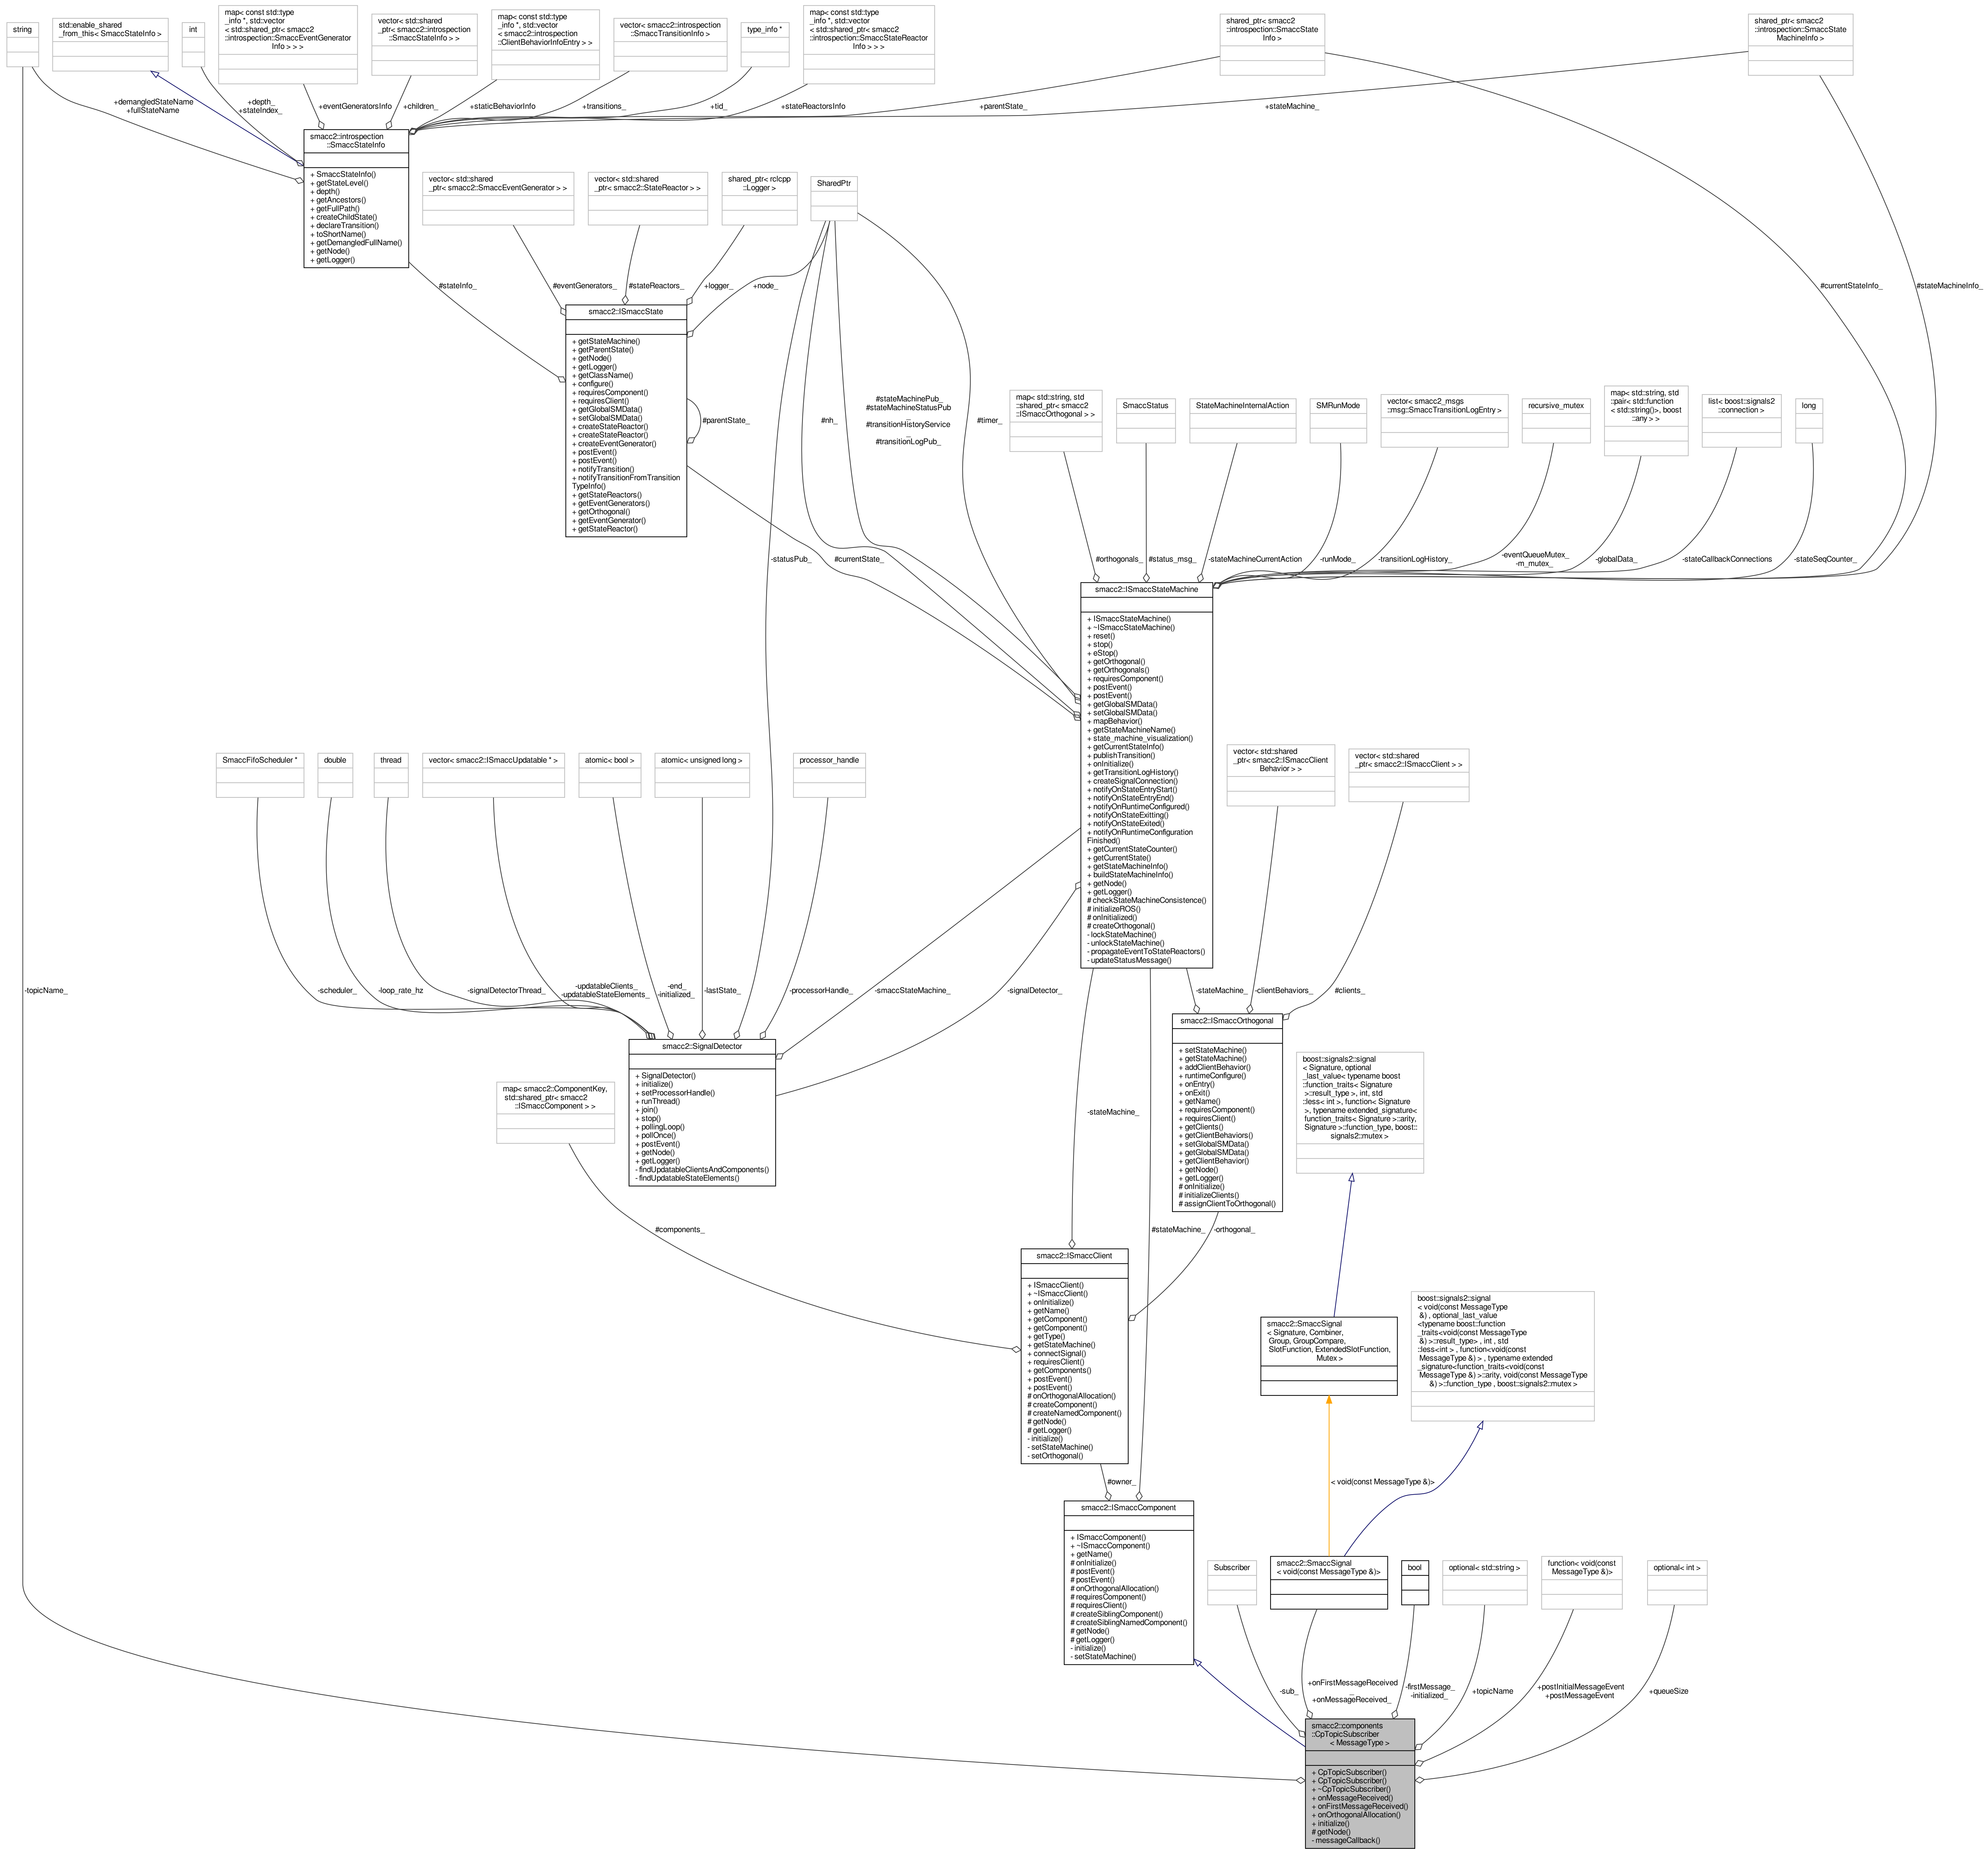 string
std::enable_shared
_from_this< SmaccStateInfo >
int
map< const std::type
_info *, std::vector
< std::shared_ptr< smacc2
::introspection::SmaccEventGenerator
Info > > >
vector< std::shared
_ptr< smacc2::introspection
::SmaccStateInfo > >
map< const std::type
_info *, std::vector
< smacc2::introspection
::ClientBehaviorInfoEntry > >
vector< smacc2::introspection
::SmaccTransitionInfo >
type_info *
map< const std::type
_info *, std::vector
< std::shared_ptr< smacc2
::introspection::SmaccStateReactor
Info > > >
shared_ptr< smacc2
::introspection::SmaccState
Info >
shared_ptr< smacc2
::introspection::SmaccState
MachineInfo >
+demangledStateName
+fullStateName
+depth_
+stateIndex_
+eventGeneratorsInfo
+children_
+staticBehaviorInfo
+transitions_
+tid_
+stateReactorsInfo
+parentState_
+stateMachine_
smacc2::introspection
::SmaccStateInfo
+ SmaccStateInfo()
+ getStateLevel()
+ depth()
+ getAncestors()
+ getFullPath()
+ createChildState()
+ declareTransition()
+ toShortName()
+ getDemangledFullName()
+ getNode()
+ getLogger()
vector< std::shared
_ptr< smacc2::SmaccEventGenerator > >
vector< std::shared
_ptr< smacc2::StateReactor > >
shared_ptr< rclcpp
::Logger >
SharedPtr
#stateInfo_
#eventGenerators_
#stateReactors_
+logger_
+node_
#currentStateInfo_
#stateMachineInfo_
smacc2::ISmaccState
+ getStateMachine()
+ getParentState()
+ getNode()
+ getLogger()
+ getClassName()
+ configure()
+ requiresComponent()
+ requiresClient()
+ getGlobalSMData()
+ setGlobalSMData()
+ createStateReactor()
+ createStateReactor()
+ createEventGenerator()
+ postEvent()
+ postEvent()
+ notifyTransition()
+ notifyTransitionFromTransition
TypeInfo()
+ getStateReactors()
+ getEventGenerators()
+ getOrthogonal()
+ getEventGenerator()
+ getStateReactor()
#parentState_
#nh_
#stateMachinePub_
#stateMachineStatusPub
_
#transitionHistoryService
_
#transitionLogPub_
#timer_
map< std::string, std
::shared_ptr< smacc2
::ISmaccOrthogonal > >
SmaccStatus
StateMachineInternalAction
SMRunMode
vector< smacc2_msgs
::msg::SmaccTransitionLogEntry >
recursive_mutex
map< std::string, std
::pair< std::function
< std::string()>, boost
::any > >
list< boost::signals2
::connection >
long
-statusPub_
#currentState_
#orthogonals_
#status_msg_
-stateMachineCurrentAction
-runMode_
-transitionLogHistory_
-eventQueueMutex_
-m_mutex_
-globalData_
-stateCallbackConnections
-stateSeqCounter_
smacc2::ISmaccStateMachine
+ ISmaccStateMachine()
+ ~ISmaccStateMachine()
+ reset()
+ stop()
+ eStop()
+ getOrthogonal()
+ getOrthogonals()
+ requiresComponent()
+ postEvent()
+ postEvent()
+ getGlobalSMData()
+ setGlobalSMData()
+ mapBehavior()
+ getStateMachineName()
+ state_machine_visualization()
+ getCurrentStateInfo()
+ publishTransition()
+ onInitialize()
+ getTransitionLogHistory()
+ createSignalConnection()
+ notifyOnStateEntryStart()
+ notifyOnStateEntryEnd()
+ notifyOnRuntimeConfigured()
+ notifyOnStateExitting()
+ notifyOnStateExited()
+ notifyOnRuntimeConfiguration
Finished()
+ getCurrentStateCounter()
+ getCurrentState()
+ getStateMachineInfo()
+ buildStateMachineInfo()
+ getNode()
+ getLogger()
# checkStateMachineConsistence()
# initializeROS()
# onInitialized()
# createOrthogonal()
- lockStateMachine()
- unlockStateMachine()
- propagateEventToStateReactors()
- updateStatusMessage()
SmaccFifoScheduler *
double
thread
vector< smacc2::ISmaccUpdatable * >
atomic< bool >
atomic< unsigned long >
processor_handle
vector< std::shared
_ptr< smacc2::ISmaccClient
Behavior > >
vector< std::shared
_ptr< smacc2::ISmaccClient > >
-topicName_
-scheduler_
-loop_rate_hz
-signalDetectorThread_
-updatableClients_
-updatableStateElements_
-end_
-initialized_
-lastState_
-processorHandle_
-smaccStateMachine_
-signalDetector_
-stateMachine_
-clientBehaviors_
#clients_
smacc2::SignalDetector
+ SignalDetector()
+ initialize()
+ setProcessorHandle()
+ runThread()
+ join()
+ stop()
+ pollingLoop()
+ pollOnce()
+ postEvent()
+ getNode()
+ getLogger()
- findUpdatableClientsAndComponents()
- findUpdatableStateElements()
smacc2::ISmaccOrthogonal
+ setStateMachine()
+ getStateMachine()
+ addClientBehavior()
+ runtimeConfigure()
+ onEntry()
+ onExit()
+ getName()
+ requiresComponent()
+ requiresClient()
+ getClients()
+ getClientBehaviors()
+ setGlobalSMData()
+ getGlobalSMData()
+ getClientBehavior()
+ getNode()
+ getLogger()
# onInitialize()
# initializeClients()
# assignClientToOrthogonal()
map< smacc2::ComponentKey,
std::shared_ptr< smacc2
::ISmaccComponent > >
boost::signals2::signal
< Signature, optional
_last_value< typename boost
::function_traits< Signature
>::result_type >, int, std
::less< int >, function< Signature
>, typename extended_signature<
function_traits< Signature >::arity,
Signature >::function_type, boost::
signals2::mutex >
-stateMachine_
#components_
#stateMachine_
-orthogonal_
smacc2::ISmaccClient
+ ISmaccClient()
+ ~ISmaccClient()
+ onInitialize()
+ getName()
+ getComponent()
+ getComponent()
+ getType()
+ getStateMachine()
+ connectSignal()
+ requiresClient()
+ getComponents()
+ postEvent()
+ postEvent()
# onOrthogonalAllocation()
# createComponent()
# createNamedComponent()
# getNode()
# getLogger()
- initialize()
- setStateMachine()
- setOrthogonal()
smacc2::SmaccSignal
< Signature, Combiner,
Group, GroupCompare,
SlotFunction, ExtendedSlotFunction,
Mutex >
boost::signals2::signal
< void(const MessageType
&) , optional_last_value
<typename boost::function
_traits<void(const MessageType
&) >::result_type> , int , std
::less<int > , function<void(const
MessageType &) > , typename extended
_signature<function_traits<void(const
MessageType &) >::arity, void(const MessageType
&) >::function_type , boost::signals2::mutex >
#owner_
< void(const MessageType &)>
smacc2::ISmaccComponent
+ ISmaccComponent()
+ ~ISmaccComponent()
+ getName()
# onInitialize()
# postEvent()
# postEvent()
# onOrthogonalAllocation()
# requiresComponent()
# requiresClient()
# createSiblingComponent()
# createSiblingNamedComponent()
# getNode()
# getLogger()
- initialize()
- setStateMachine()
Subscriber
smacc2::SmaccSignal
< void(const MessageType &)>
bool
optional< std::string >
function< void(const
MessageType &)>
optional< int >
-sub_
+onFirstMessageReceived
_
+onMessageReceived_
-firstMessage_
-initialized_
+topicName
+postInitialMessageEvent
+postMessageEvent
+queueSize
smacc2::components
::CpTopicSubscriber
< MessageType >
+ CpTopicSubscriber()
+ CpTopicSubscriber()
+ ~CpTopicSubscriber()
+ onMessageReceived()
+ onFirstMessageReceived()
+ onOrthogonalAllocation()
+ initialize()
# getNode()
- messageCallback()